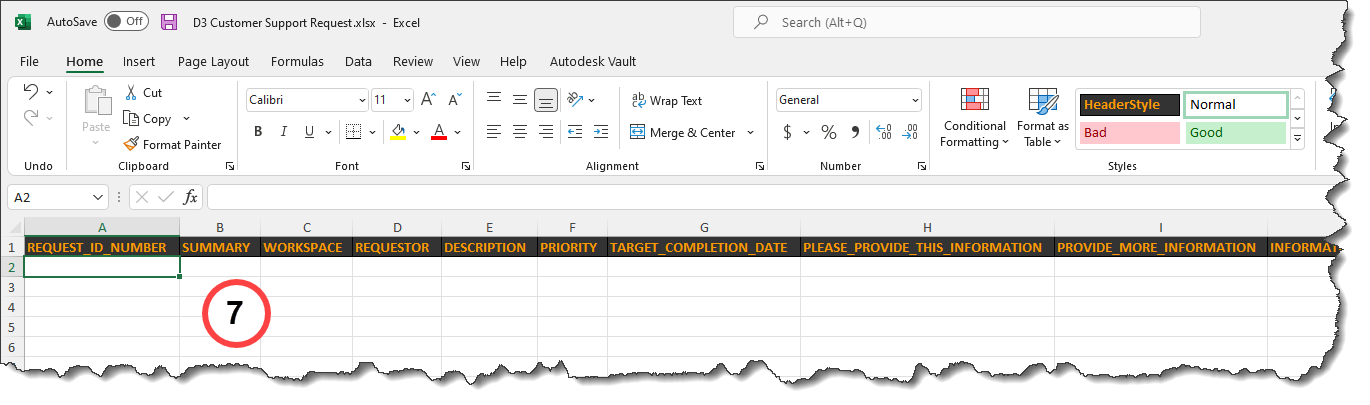 AutoSave Off D3 Customer Support Request.xlsx - Excel Search (Alt+Q)
File Home Insert Page Layout Formulas Data Review View Help Autodesk Vault
Cut Calibri 11 Wrap Text General HeaderStyle Normal
Paste Copy B I U Merge & Center $ % Conditional Formatting Format as Table Bad Good
Format Painter
Undo Clipboard Font Alignment Number Styles
A2 fx
A B C D E F G H I
1 REQUEST_ID_NUMBER SUMMARY WORKSPACE REQUESTOR DESCRIPTION PRIORITY TARGET_COMPLETION_DATE PLEASE_PROVIDE_THIS_INFORMATION PROVIDE_MORE_INFORMATION INFORMAT
2
3
4 7
5
6